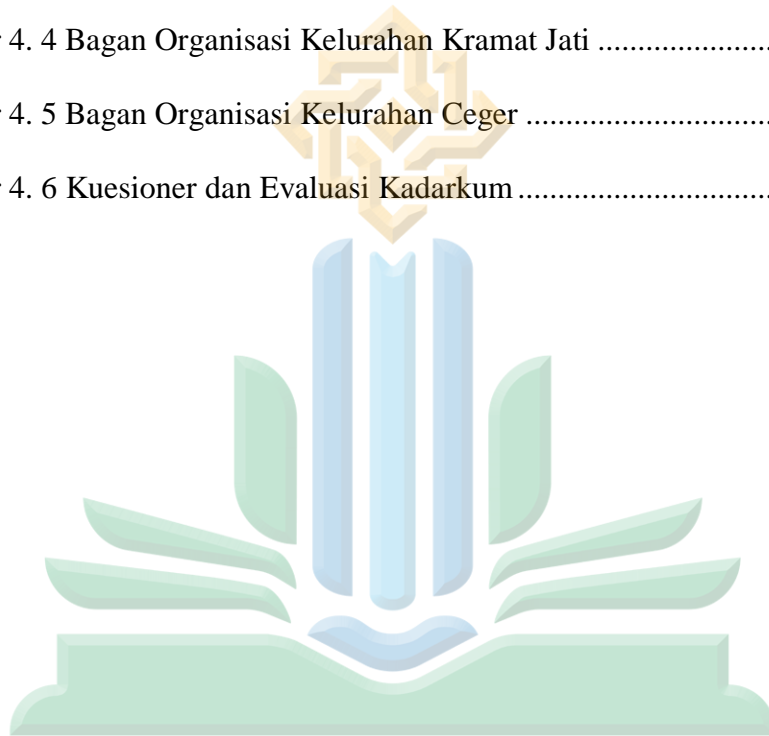 r 4. 4 Bagan Organisasi Kelurahan Kramat Jati .....................
r 4. 5 Bagan Organisasi Kelurahan Ceger ..............................
r 4. 6 Kuesioner dan Evaluasi Kadarkum ...............................